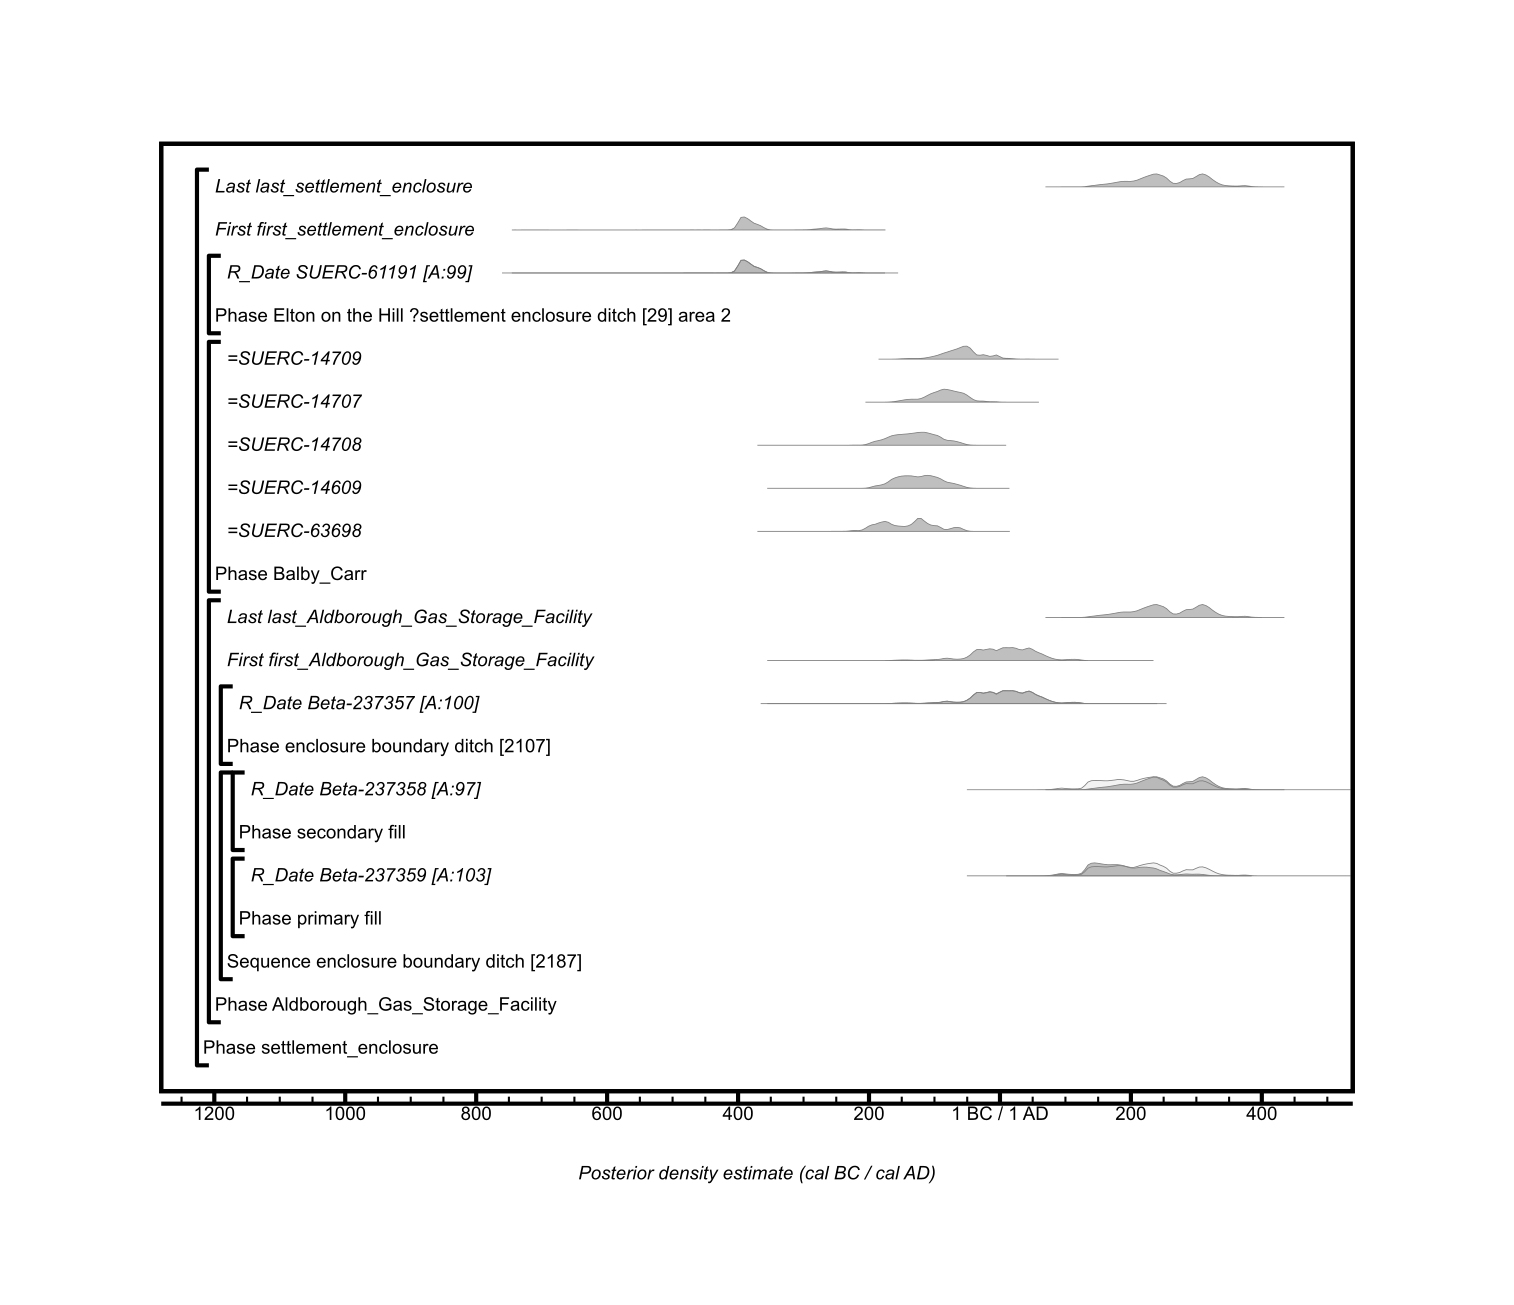 Last last_settlement_enclosure
First first_settlement_enclosure
R_Date SUERC-61191 [A:99]
Phase Elton on the Hill ?settlement enclosure ditch [29] area 2
=SUERC-14709
=SUERC-14707
=SUERC-14708
=SUERC-14609
=SUERC-63698
Phase Balby_Carr
Last last_Aldborough_Gas_Storage_Facility
First first_Aldborough_Gas_Storage_Facility
R_Date Beta-237357 [A:100]
Phase enclosure boundary ditch [2107]
R_Date Beta-237358 [A:97]
Phase secondary fill
R_Date Beta-237359 [A:103]
Phase primary fill
Sequence enclosure boundary ditch [2187]
Phase Aldborough_Gas_Storage_Facility
Phase settlement_enclosure
1200 1000 800 600 400 200 1 BC / 1 AD 200 400
Posterior density estimate (cal BC / cal AD)